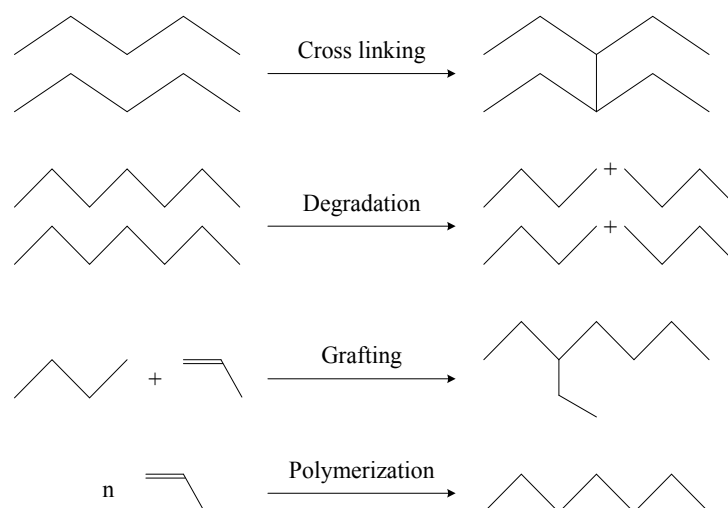 Cross linking
Degradation
+
+
+
Grafting
n
Polymerization